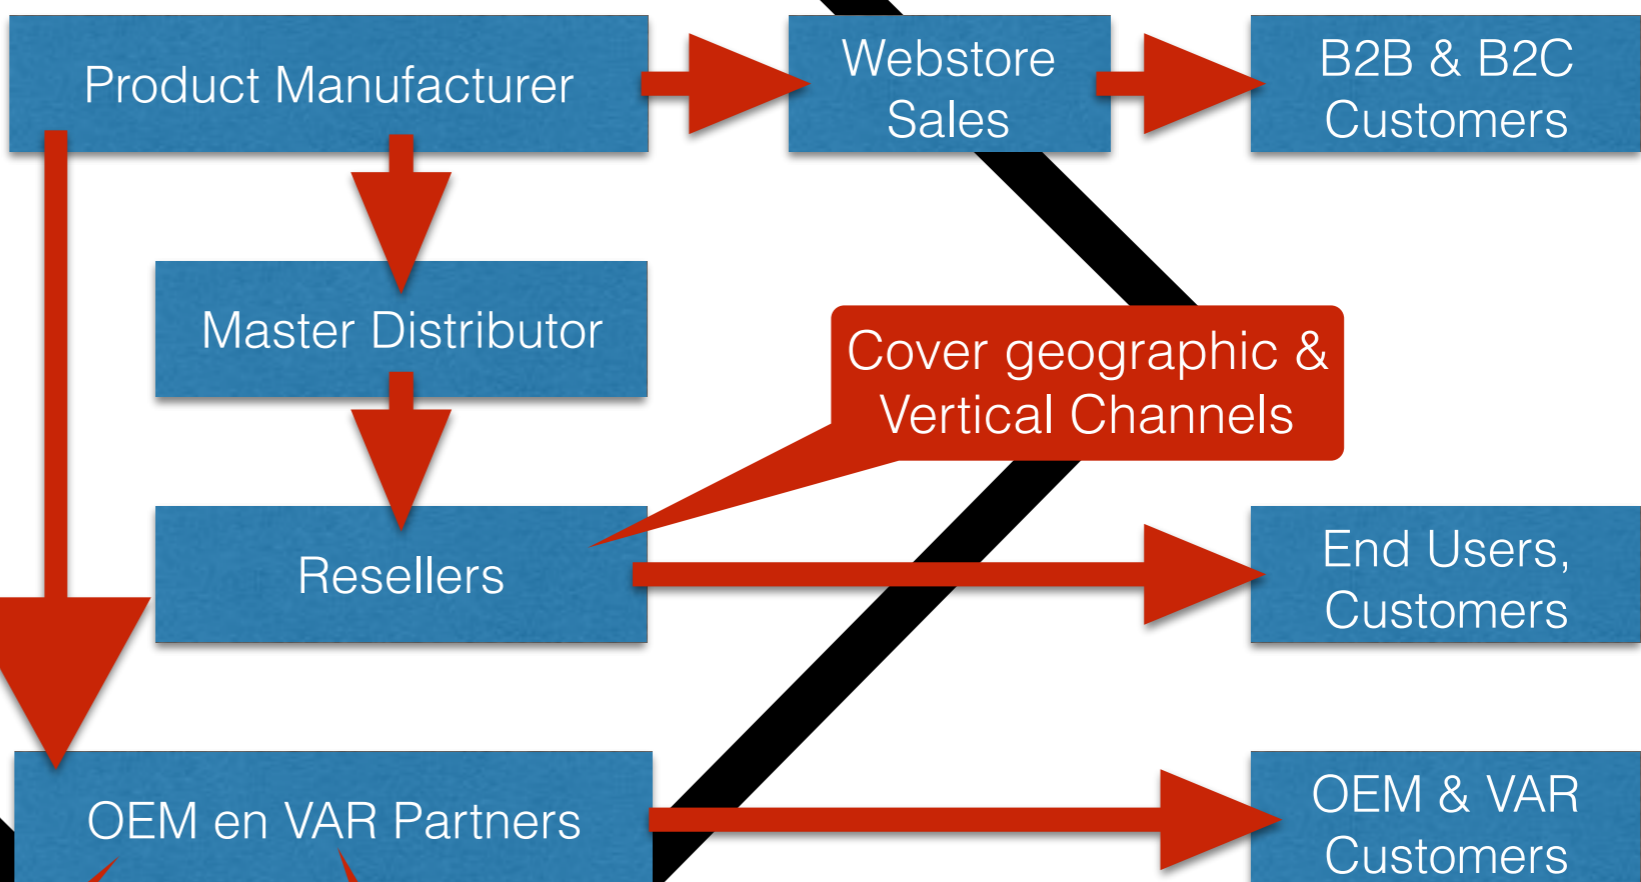 Product Manufacturer
Webstore
Sales
B2B & B2C
Customers
Master Distributor
Cover geographic &
Vertical Channels
Resellers
End Users,
Customers
OEM en VAR Partners
OEM & VAR
Customers